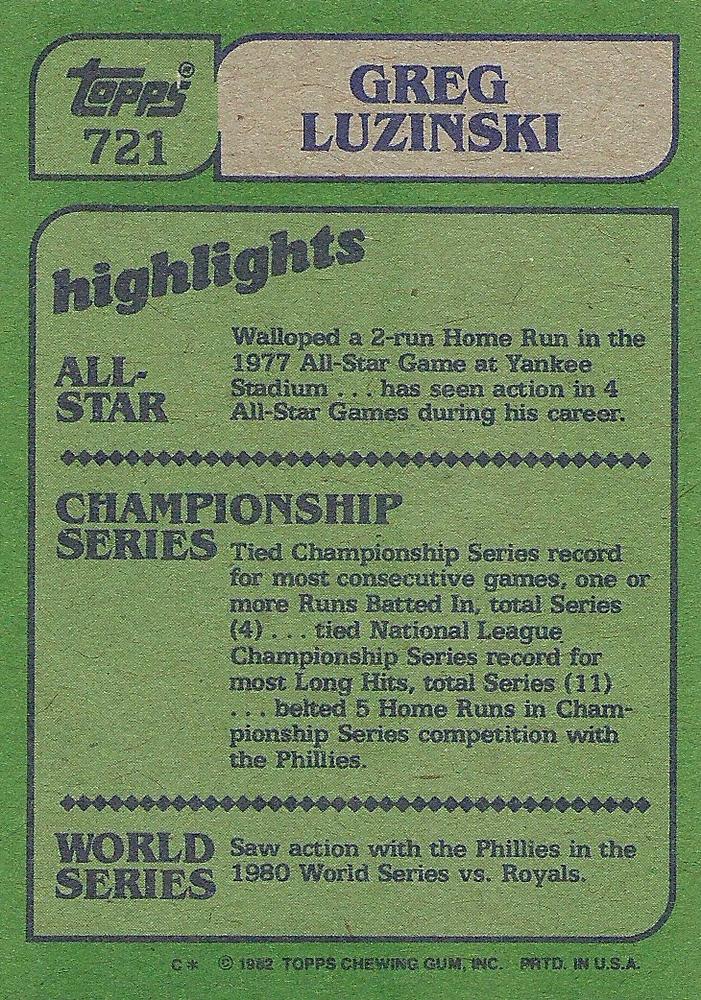 topps®
721
GREG
LUZINSKI
highlights
ALL-
STAR
Walloped a 2-run Home Run in the
1977 All-Star Game at Yankee
Stadium . . . has seen action in 4
All-Star Games during his career.
CHAMPIONSHIP
SERIES
Tied Championship Series record
for most consecutive games, one or
more Runs Batted In, total Series
(4) . . . tied National League
Championship Series record for
most Long Hits, total Series (11)
. . . belted 5 Home Runs in Cham-
pionship Series competition with
the Phillies.
WORLD
SERIES
Saw action with the Phillies in the
1980 World Series vs. Royals.
C* © 1982 TOPPS CHEWING GUM, INC. PRTD. IN U.S.A.